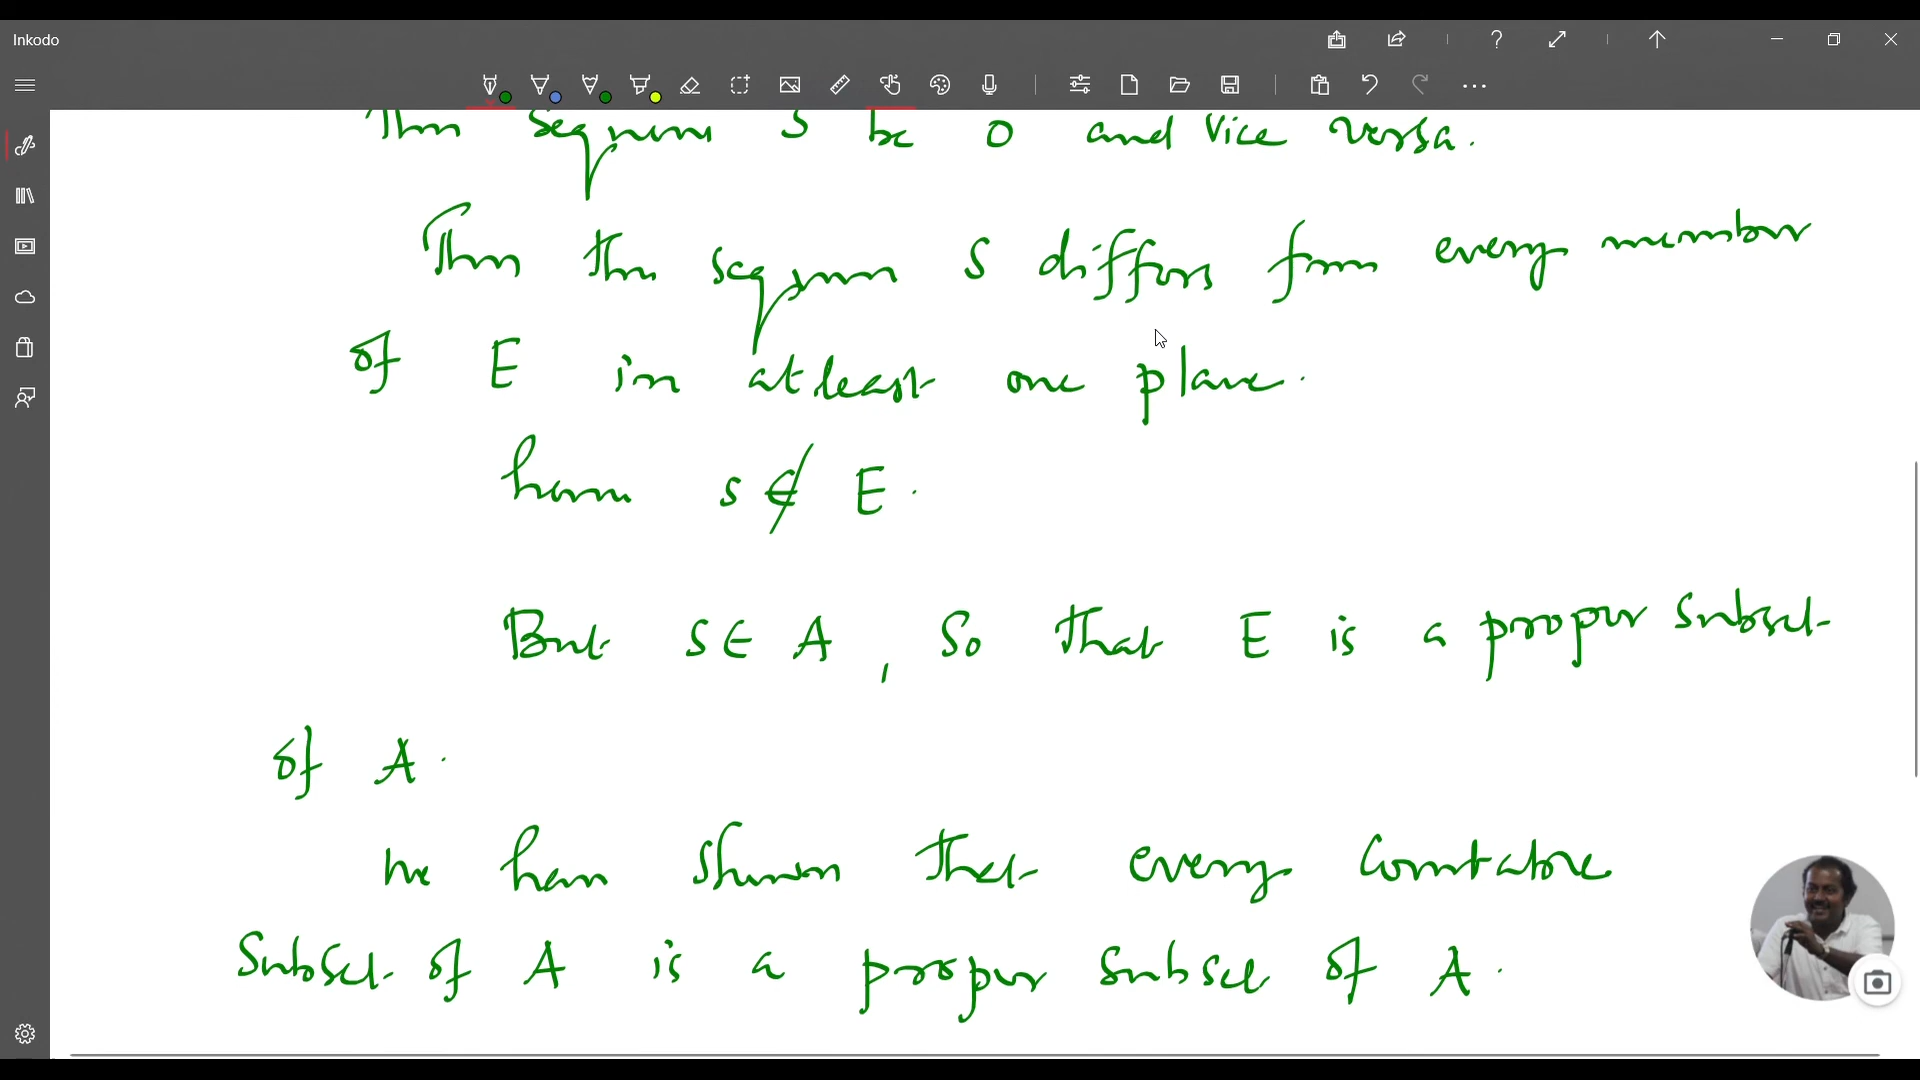 Inkodo
The sequence S be 0 and vice versa.
Then the sequence S differs from every member
of E in atleast one place.
hence s ∉ E.
But S ∈ A, So that E is a proper subset
of A.
We have shown that every countable
Subset of A is a proper subset of A.